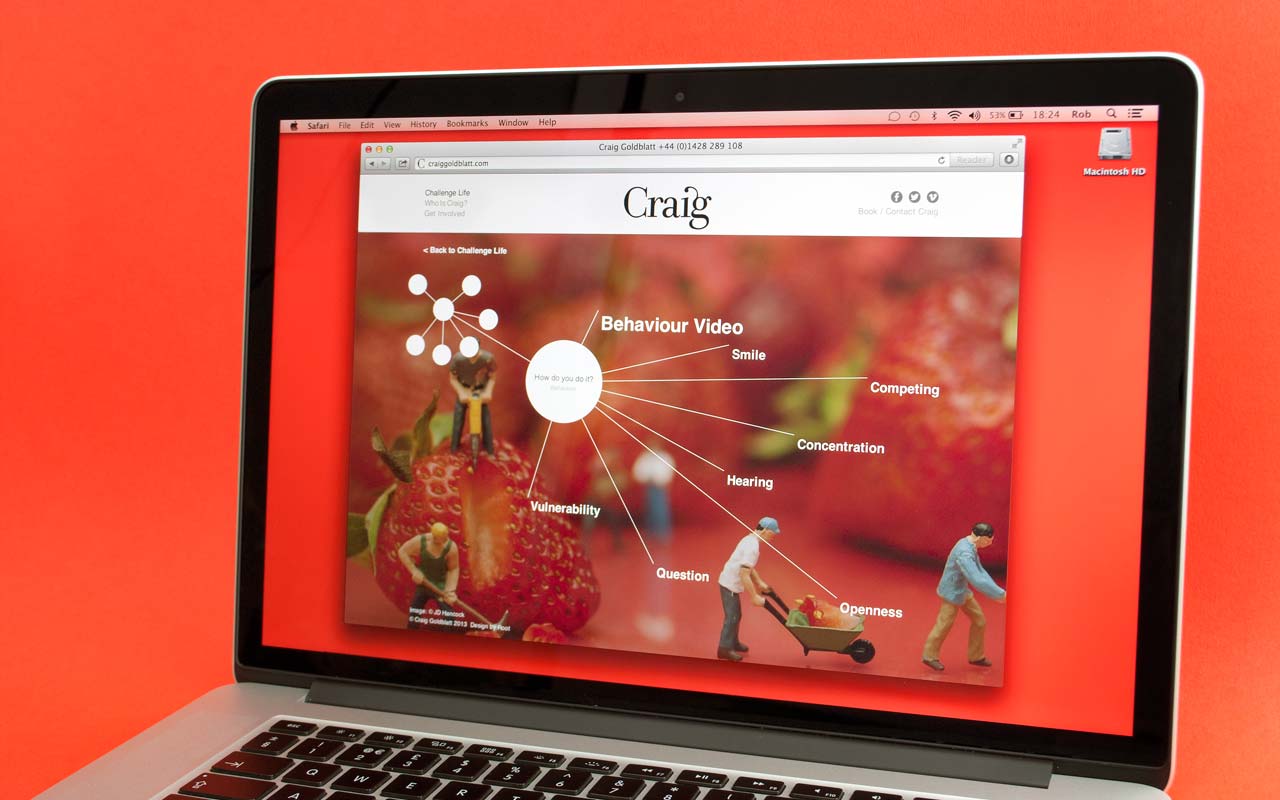 Safari File Edit View History Bookmarks Window Help
53% 18.24 Rob
Macintosh HD
Craig Goldblatt +44 (0)1428 289 108
craiggoldblatt.com
Reader
Challenge Life
Who Is Craig?
Get Involved
Craig
Book / Contact Craig
< Back to Challenge Life
Behaviour Video
Smile
How do you do it?
Behaviour
Competing
Concentration
Hearing
Vulnerability
Question
Openness
Image: © JD Hancock
© Craig Goldblatt 2013 Design by Root
esc
Q W E R T Y U
A